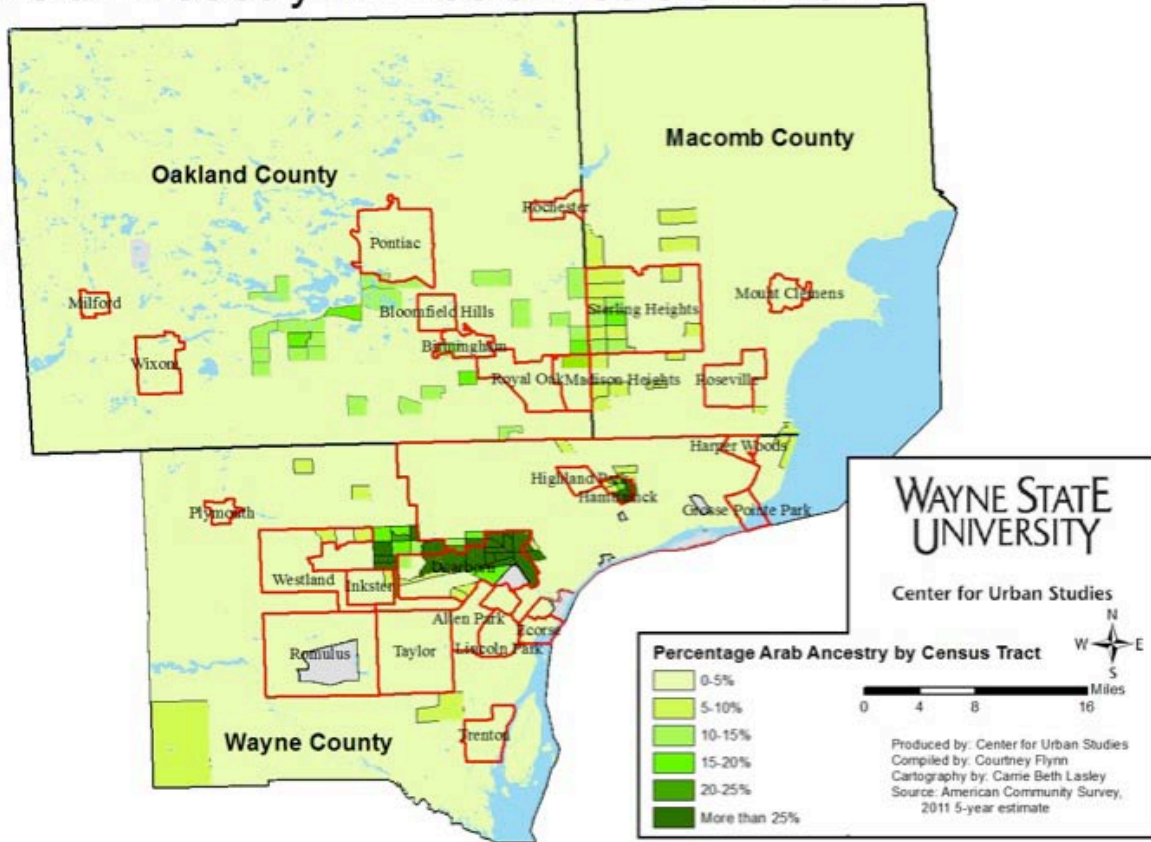 Macomb County
Oakland County
Rochester
Pontiac
Milford
Mount Clemens
Bloomfield Hills
Sterling Heights
Birmingham
Wixom
Royal Oak
Madison Heights
Roseville
Harper Woods
Highland Park
Hamtramck
Grosse Pointe Park
Plymouth
Dearborn
Westland
Inkster
Allen Park
Ecorse
Lincoln Park
Romulus
Taylor
Trenton
Wayne County
WAYNE STATE
UNIVERSITY
Center for Urban Studies
N
W
E
S
Miles
0 4 8 16
Percentage Arab Ancestry by Census Tract
0-5%
5-10%
10-15%
15-20%
20-25%
More than 25%
Produced by: Center for Urban Studies
Compiled by: Courtney Flynn
Cartography by: Carrie Beth Lasley
Source: American Community Survey,
2011 5-year estimate